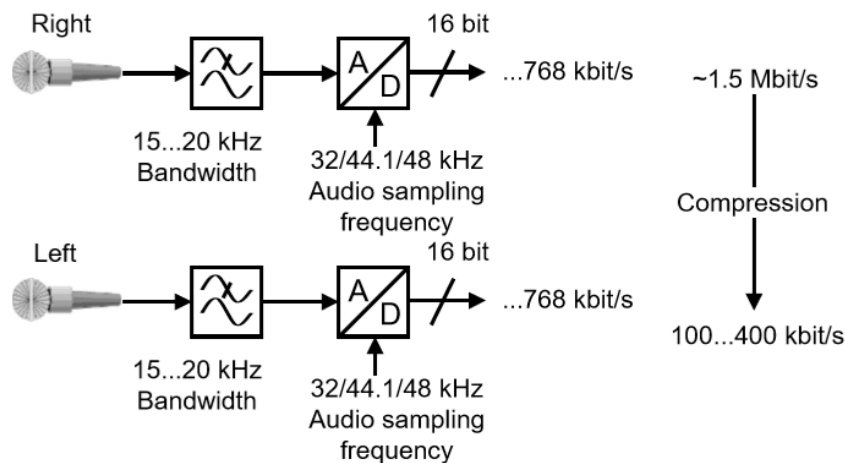 Right
16 bit
A
D
...768 kbit/s
15...20 kHz
Bandwidth
32/44.1/48 kHz
Audio sampling
frequency
Left
16 bit
A
D
...768 kbit/s
15...20 kHz
Bandwidth
32/44.1/48 kHz
Audio sampling
frequency
~1.5 Mbit/s
Compression
100...400 kbit/s